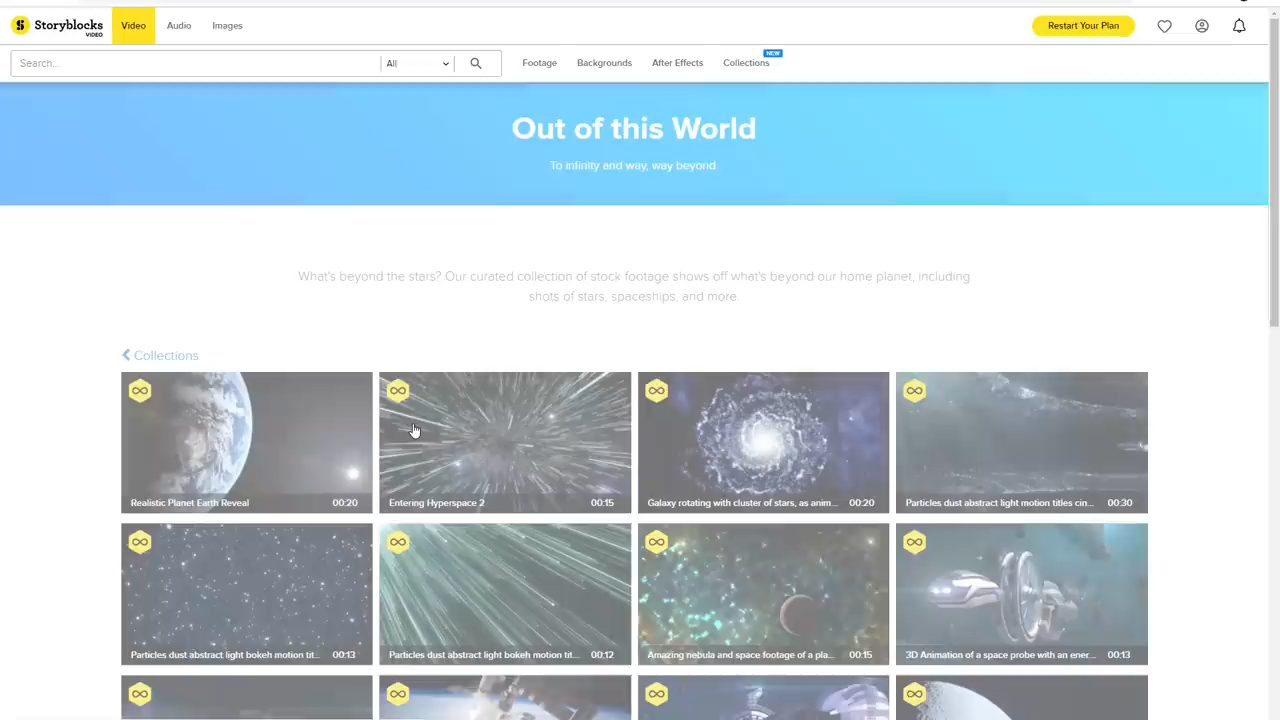 Storyblocks
VIDEO
Video
Audio
Images
Restart Your Plan
Search...
All
Footage
Backgrounds
After Effects
Collections
NEW
Out of this World
To infinity and way, way beyond
What's beyond the stars? Our curated collection of stock footage shows off what's beyond our home planet, including
shots of stars, spaceships, and more.
Collections
Realistic Planet Earth Reveal 00:20
Entering Hyperspace 2 00:15
Galaxy rotating with cluster of stars, as anim... 00:20
Particles dust abstract light motion titles cin... 00:30
Particles dust abstract light bokeh motion tit... 00:13
Particles dust abstract light bokeh motion tit... 00:12
Amazing nebula and space footage of a pla... 00:15
3D Animation of a space probe with an ener... 00:13